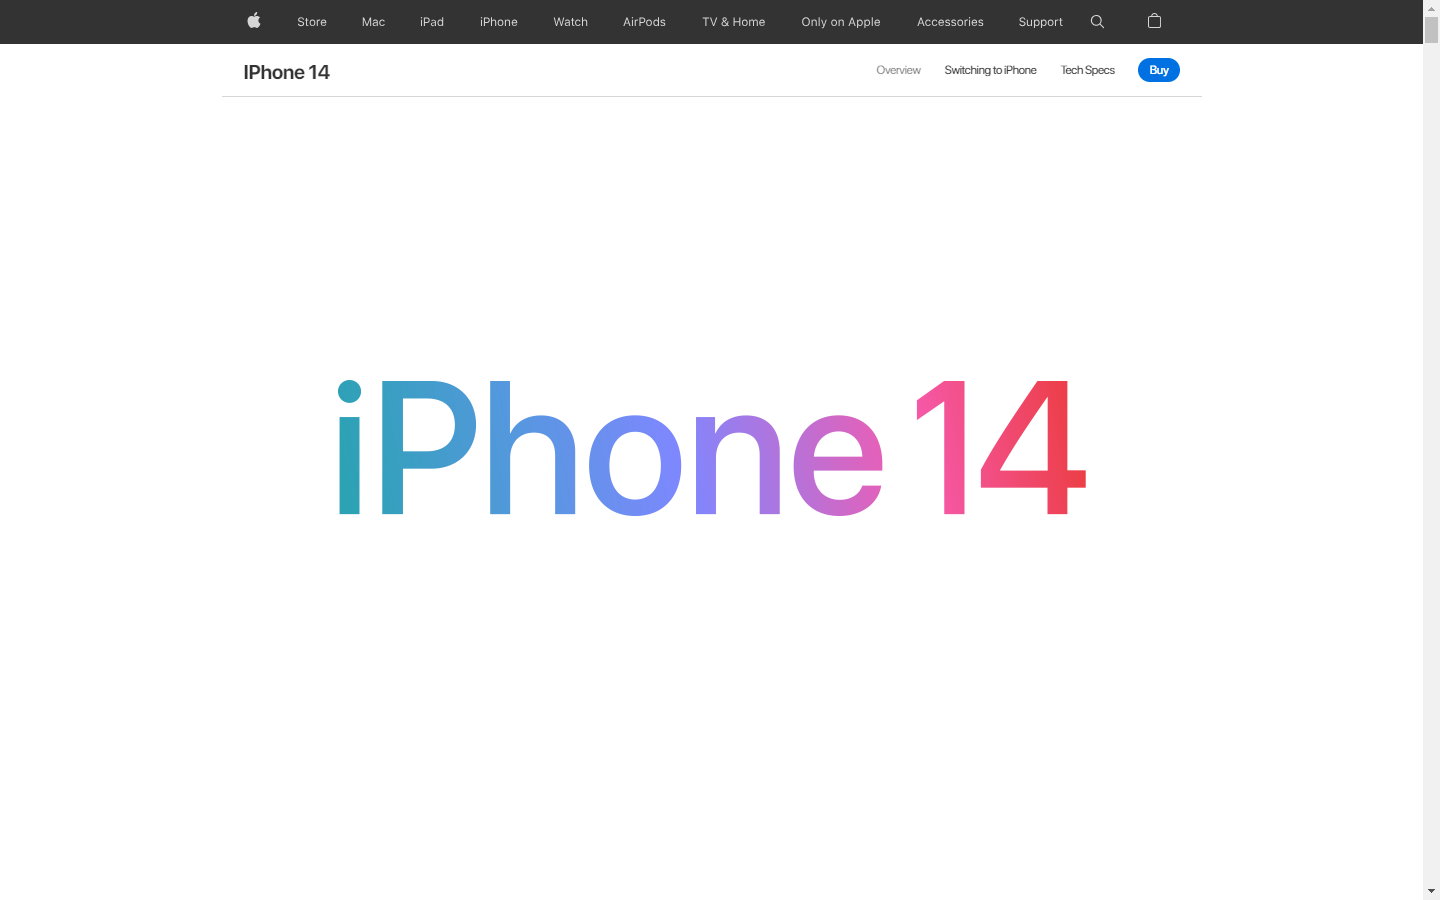 Store Mac iPad iPhone Watch AirPods TV & Home Only on Apple Accessories Support
IPhone 14 Overview Switching to iPhone Tech Specs Buy
iPhone 14